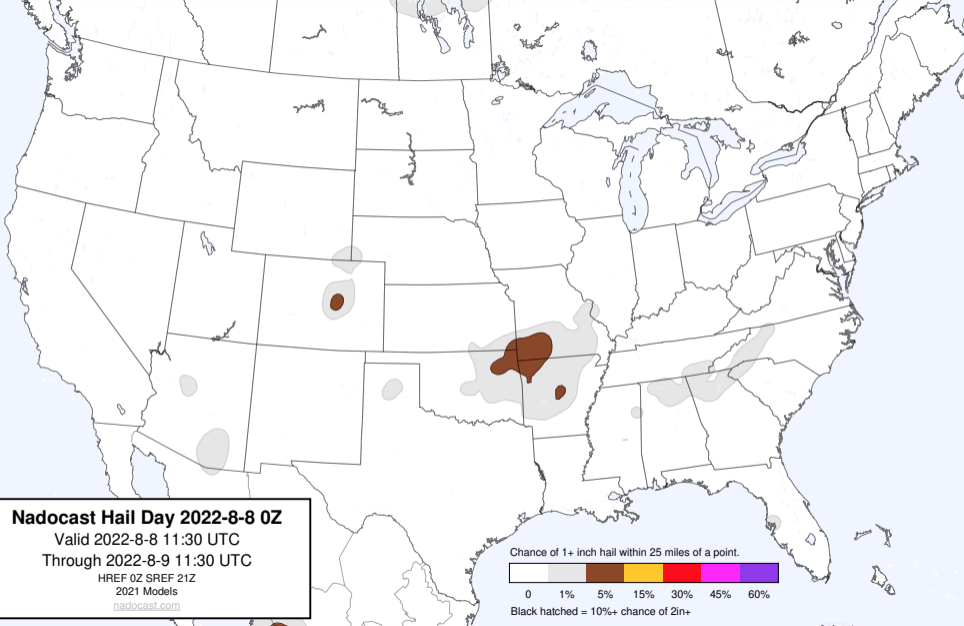 Nadocast Hail Day 2022-8-8 0Z
Valid 2022-8-8 11:30 UTC
Through 2022-8-9 11:30 UTC
HREF 0Z SREF 21Z
2021 Models
nadocast.com
Chance of 1+ inch hail within 25 miles of a point.
0 1% 5% 15% 30% 45% 60%
Black hatched = 10%+ chance of 2in+